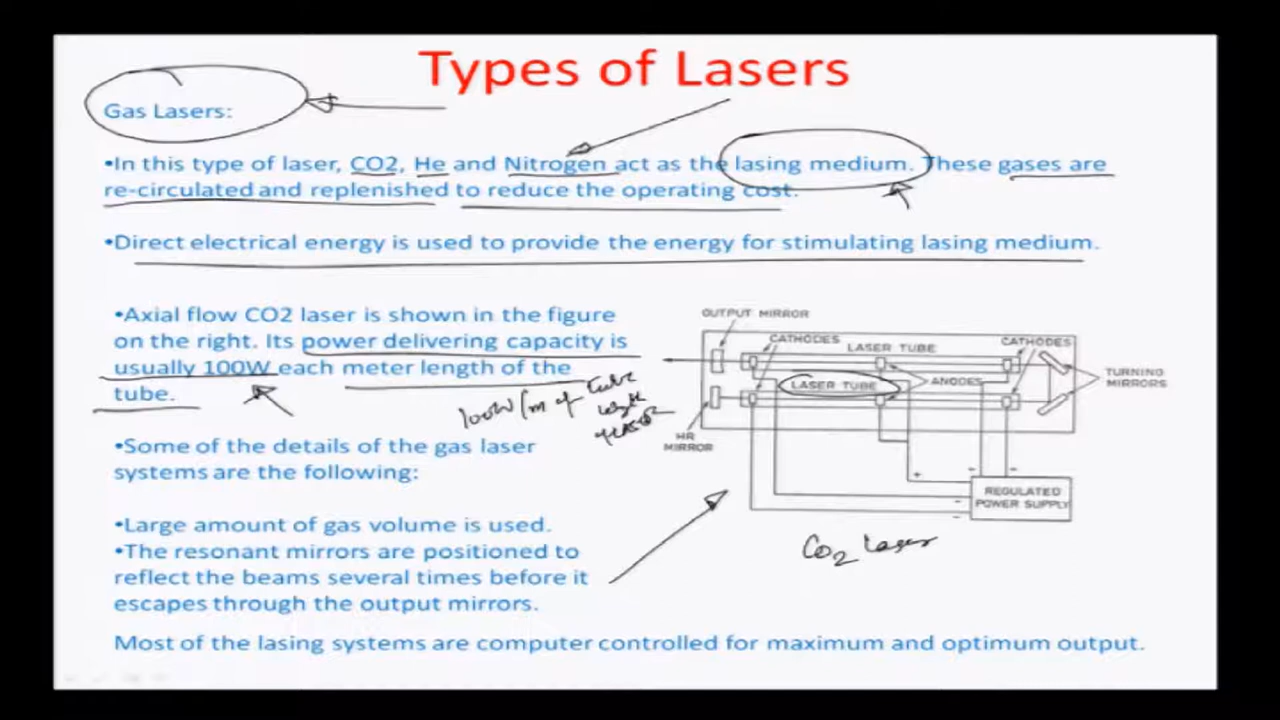 Types of Lasers
Gas Lasers:
•In this type of laser, CO2, He and Nitrogen act as the lasing medium. These gases are
re-circulated and replenished to reduce the operating cost.
•Direct electrical energy is used to provide the energy for stimulating lasing medium.
•Axial flow CO2 laser is shown in the figure
on the right. Its power delivering capacity is
usually 100W each meter length of the
tube.
100W/m of tube
length
•Some of the details of the gas laser
systems are the following:
•Large amount of gas volume is used.
•The resonant mirrors are positioned to
reflect the beams several times before it
escapes through the output mirrors.
Most of the lasing systems are computer controlled for maximum and optimum output.
OUTPUT MIRROR
CATHODES
LASER TUBE
CATHODES
LASER TUBE
ANODES
TURNING
MIRRORS
HR
MIRROR
+
-
-
REGULATED
POWER SUPPLY
-
-
CO2 Laser